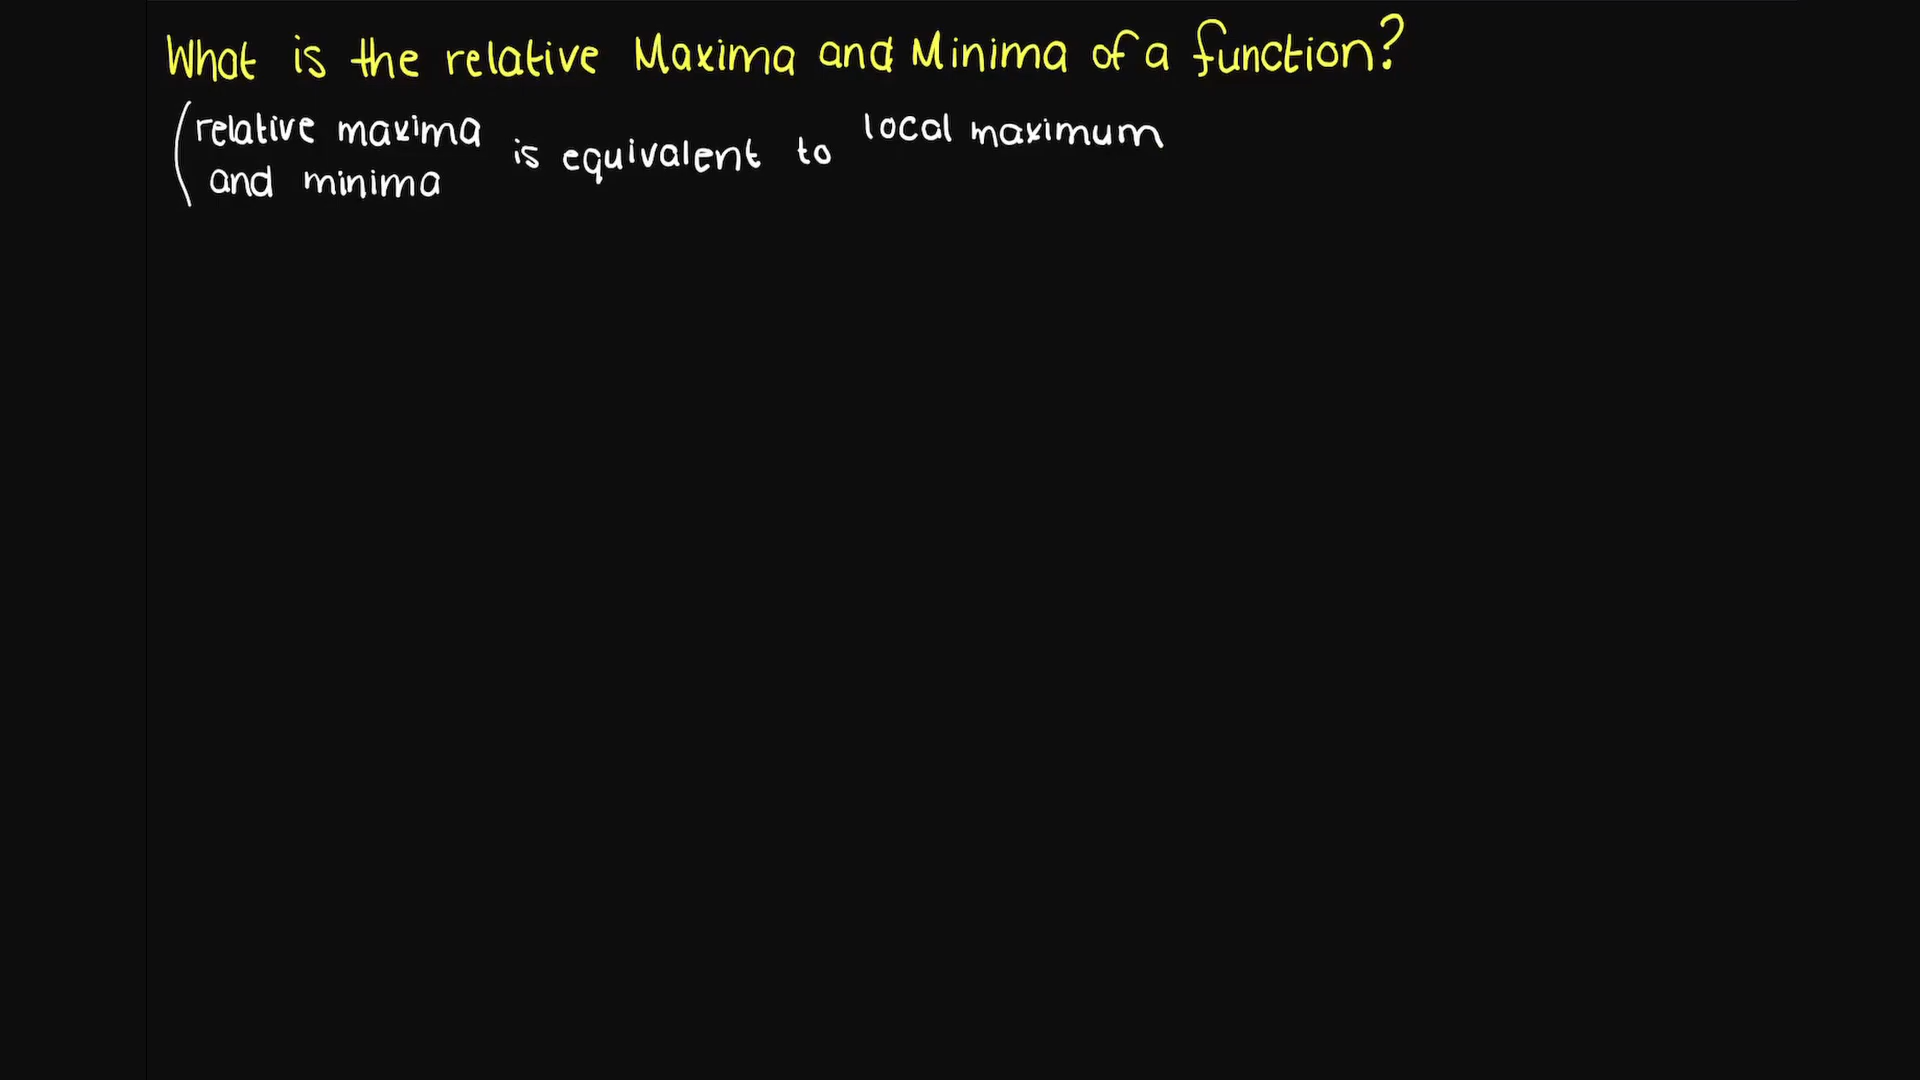 What is the relative Maxima and Minima of a function?
(relative maxima
and minima
is equivalent to
local maximum